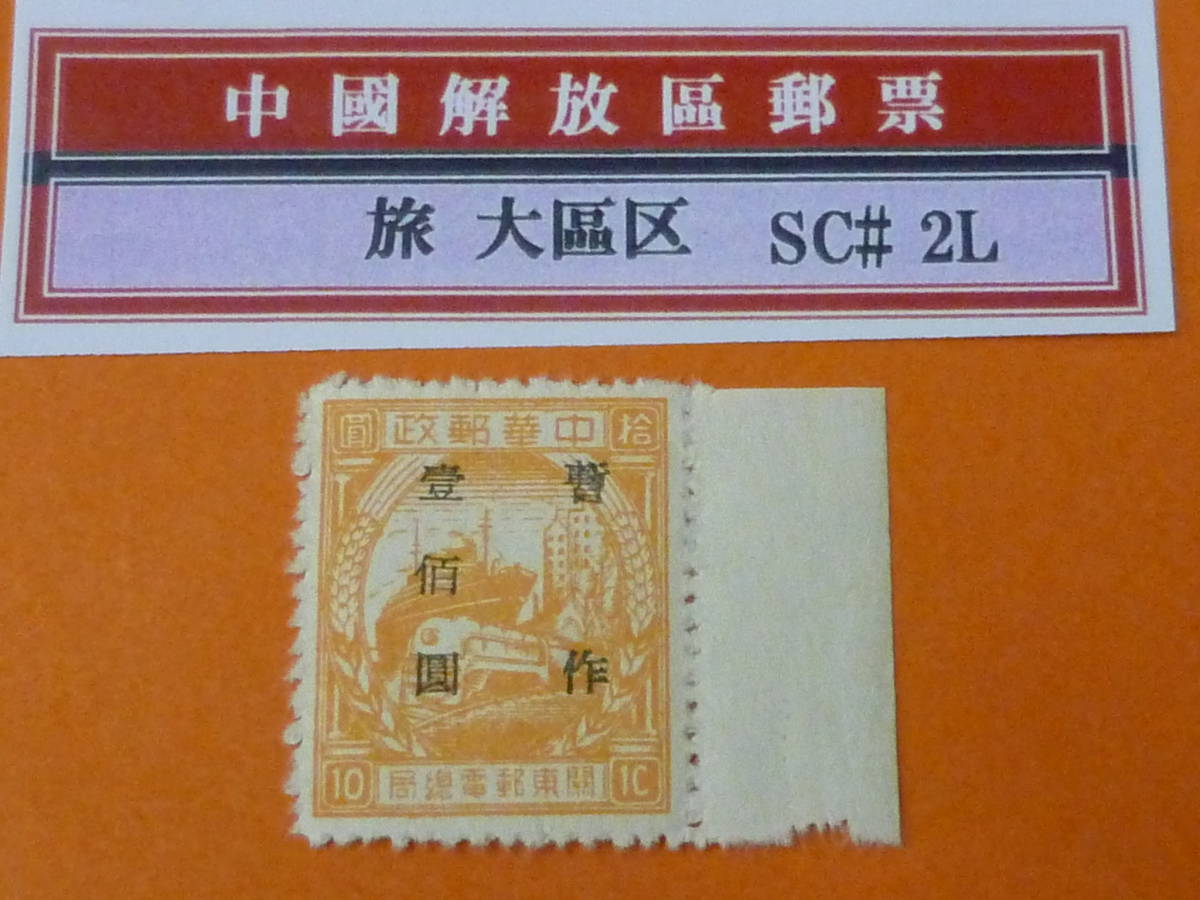 中國解放區郵票
旅 大區区 SC# 2L
圓 政郵華中 拾
暫作
壹佰圓
10 局總電郵東關 1C